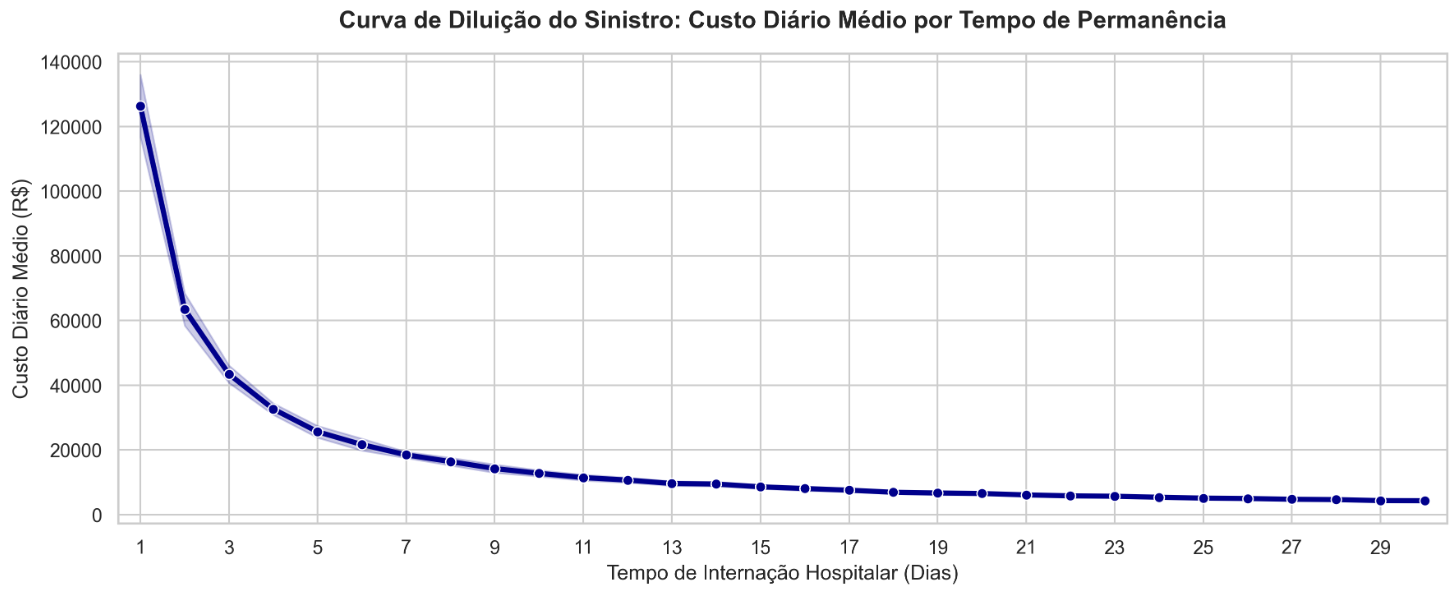 Curva de Diluição do Sinistro: Custo Diário Médio por Tempo de Permanência
Custo Diário Médio (R$)
140000
120000
100000
80000
60000
40000
20000
0
1 3 5 7 9 11 13 15 17 19 21 23 25 27 29
Tempo de Internação Hospitalar (Dias)